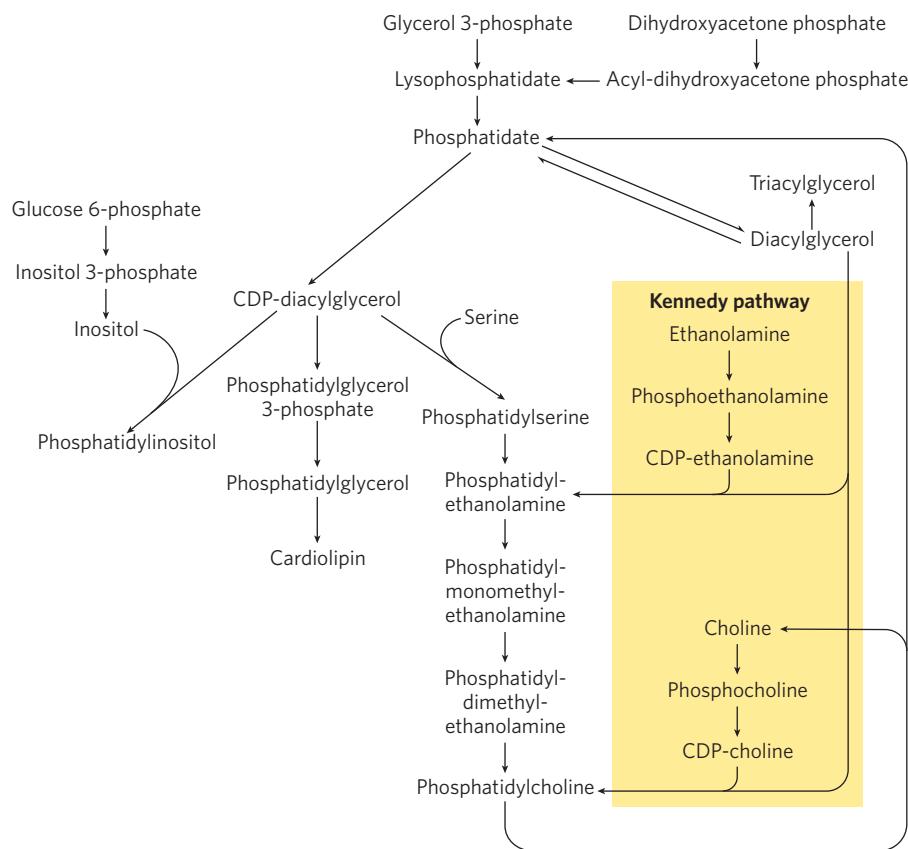 Glycerol 3-phosphate
Dihydroxyacetone phosphate
Lysophosphatidate
Acyl-dihydroxyacetone phosphate
Phosphatidate
Triacylglycerol
Diacylglycerol
Glucose 6-phosphate
Inositol 3-phosphate
Inositol
CDP-diacylglycerol
Serine
Phosphatidylinositol
Phosphatidylglycerol
3-phosphate
Phosphatidylglycerol
Cardiolipin
Phosphatidylserine
Phosphatidyl-
ethanolamine
Phosphatidyl-
monomethyl-
ethanolamine
Phosphatidyl-
dimethyl-
ethanolamine
Phosphatidylcholine
Kennedy pathway
Ethanolamine
Phosphoethanolamine
CDP-ethanolamine
Choline
Phosphocholine
CDP-choline